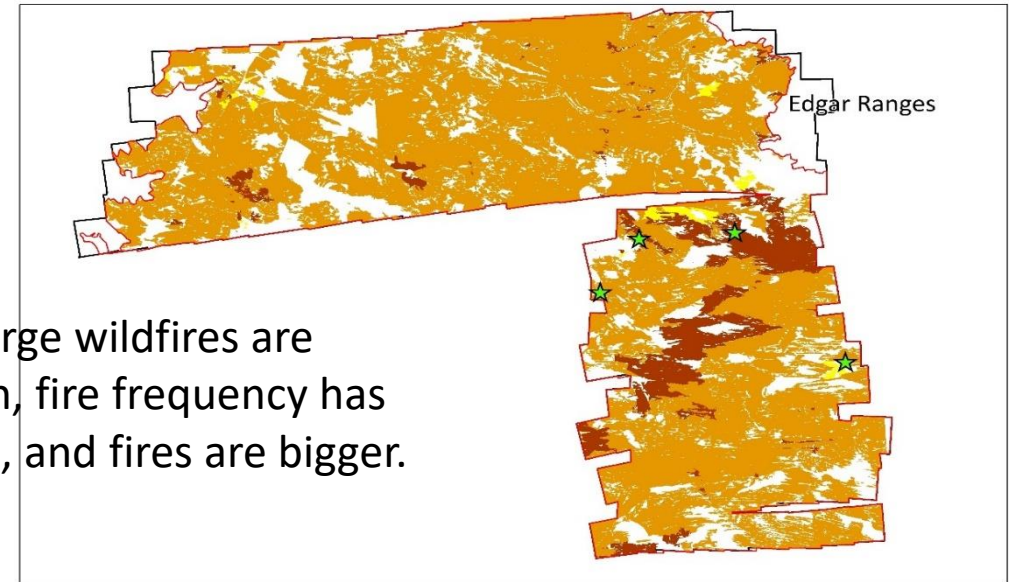 Edgar Ranges
rge wildfires are
, fire frequency has
, and fires are bigger.